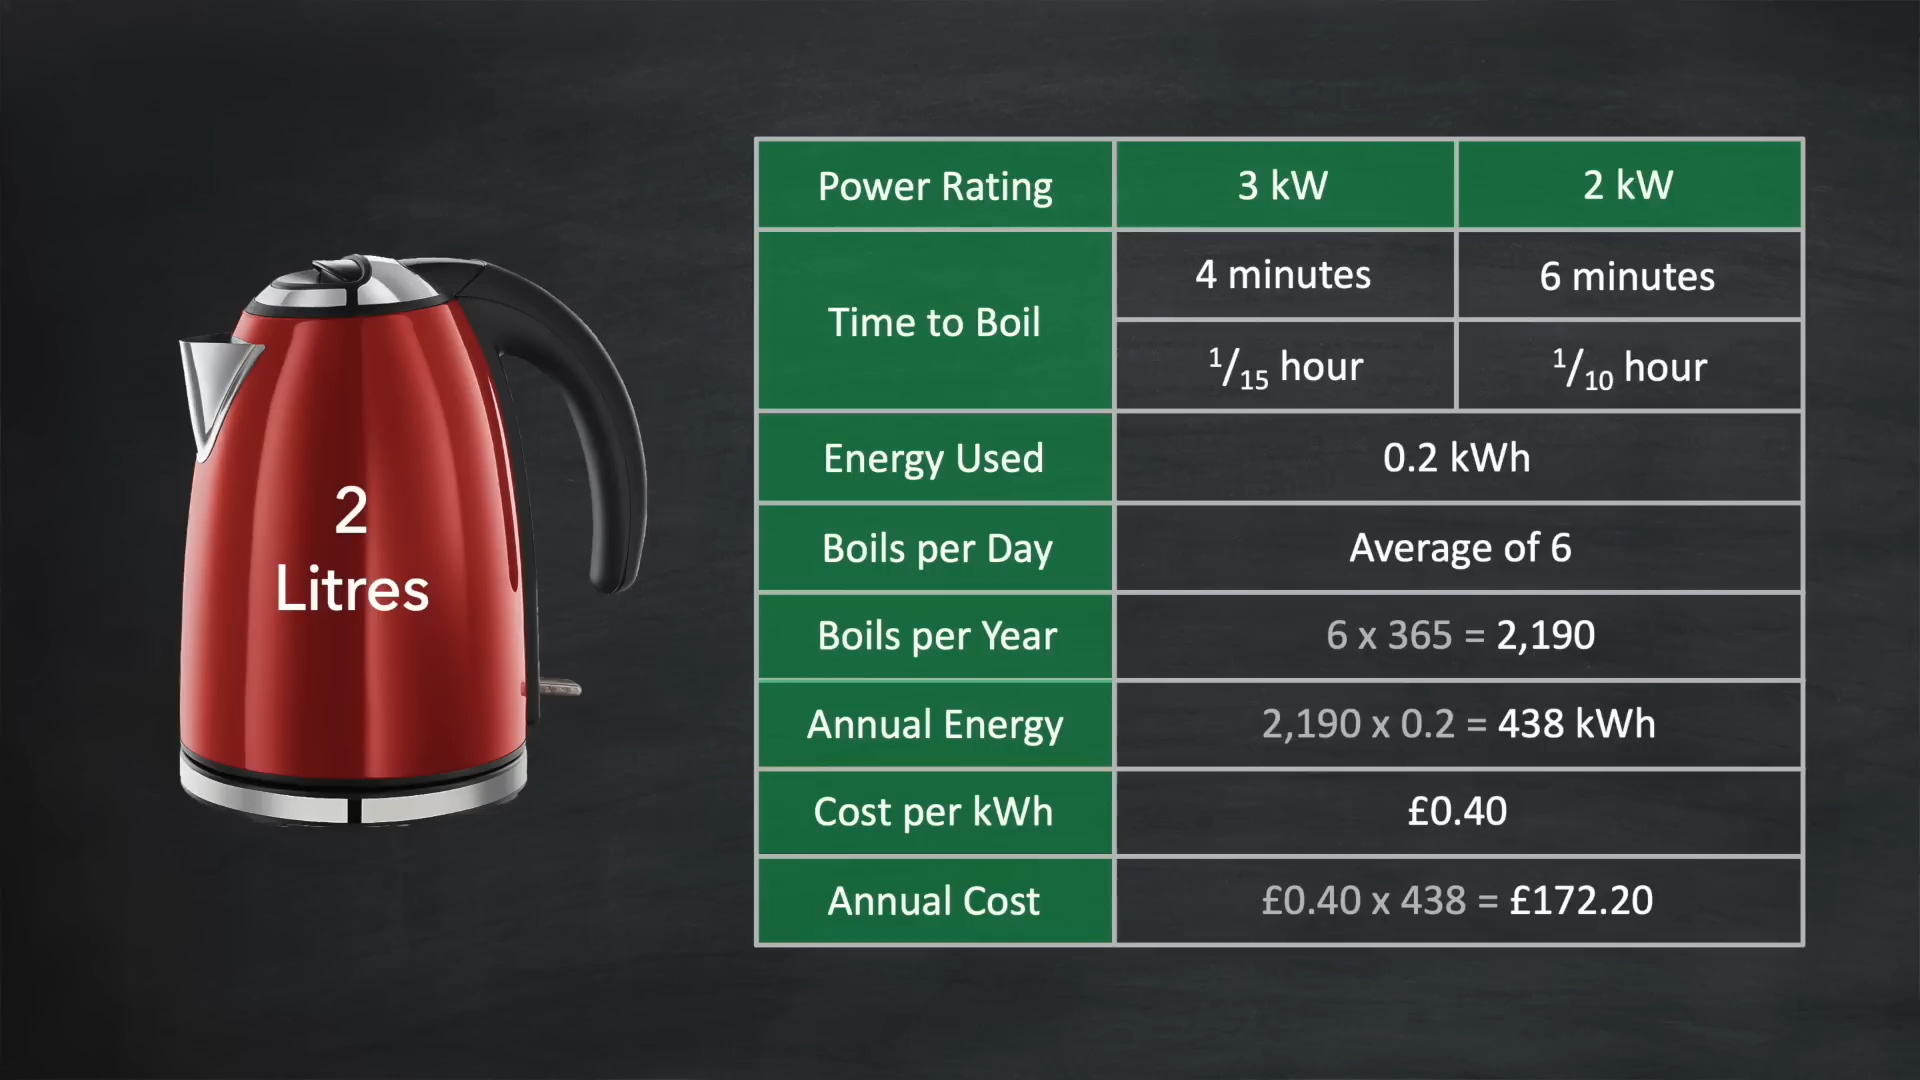 2
Litres
Power Rating 3 kW 2 kW
Time to Boil 4 minutes 6 minutes
1/15 hour 1/10 hour
Energy Used 0.2 kWh
Boils per Day Average of 6
Boils per Year 6 x 365 = 2,190
Annual Energy 2,190 x 0.2 = 438 kWh
Cost per kWh £0.40
Annual Cost £0.40 x 438 = £172.20